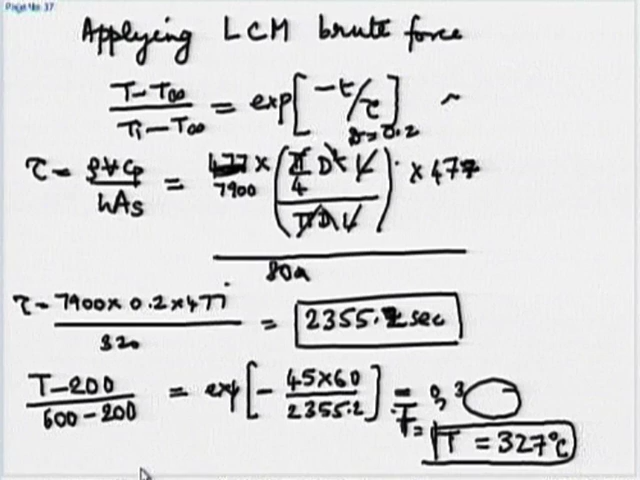 Page No: 37
Applying LCM brute force
T-T∞ / Ti-T∞ = exp[-t/τ]
D=0.2
τ = ρVCp / hAs = 7900 × (π/4 D² L / πDL) × 477 / 80
τ = 7900 × 0.2 × 477 / 320 = 2355.2 sec
T-200 / 600-200 = exp[-45×60 / 2355.2] =
T = 327°C